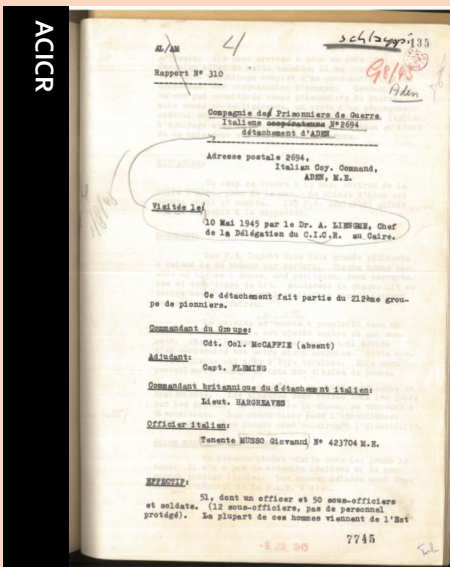 ACICR
AL/AM
schlaeppi
135
G8/45
Aden
Rapport N° 310
Compagnie des Prisonniers de Guerre
Italiens coopérateurs N°2694
détachement d'ADEN
Adresse postale 2694,
Italian Coy. Command,
ADEN, M.E.
Visitée le:
10 Mai 1945 par le Dr. A. LIENGME, Chef
de la Délégation du C.I.C.R. au Caire.
Ce détachement fait partie du 212ème grou-
pe de pionniers.
Commandant du Groupe:
Cdt. Col. McCAFFIE (absent)
Adjudant:
Capt. FLEMING
Commandant britannique du détachement italien:
Lieut. HARGREAVES
Officier italien:
Tenente MUSSO Giovanni, N° 423704 M.E.
EFFECTIF:
51, dont un officer et 50 sous-officiers
et soldats. (12 sous-officiers, pas de personnel
protégé). La plupart de ces hommes viennent de l'Est
7745
1945